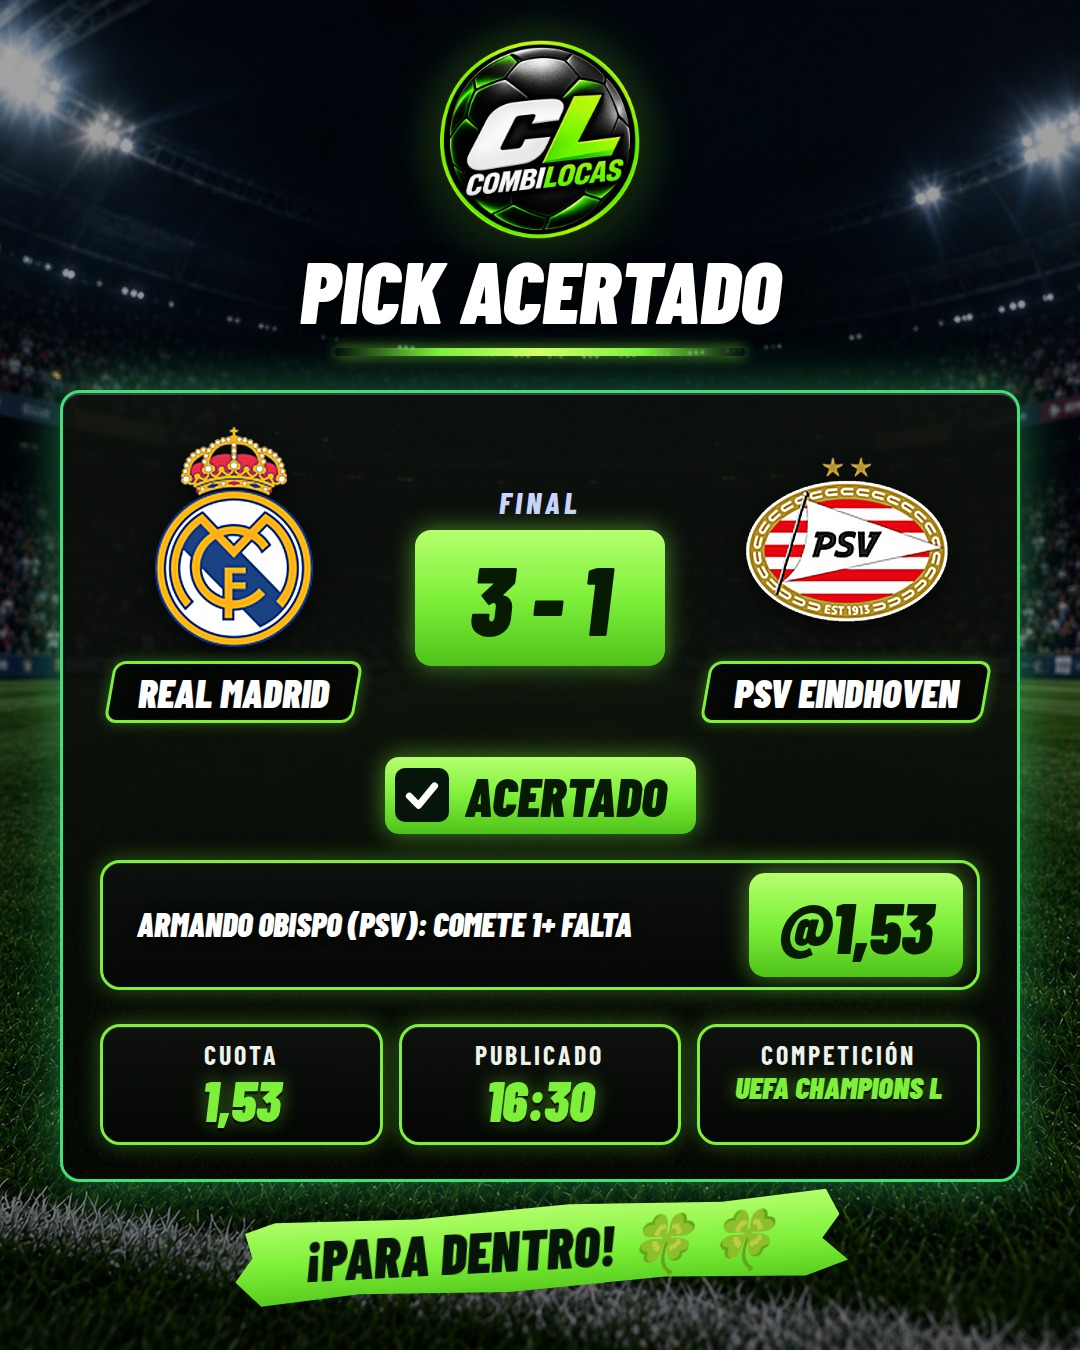 CL
COMBILOCAS
PICK ACERTADO
FINAL
3 - 1
PSV
EST 1913
REAL MADRID
PSV EINDHOVEN
ACERTADO
ARMANDO OBISPO (PSV): COMETE 1+ FALTA
@1,53
CUOTA
1,53
PUBLICADO
16:30
COMPETICIÓN
UEFA CHAMPIONS L
¡PARA DENTRO! 🍀 🍀